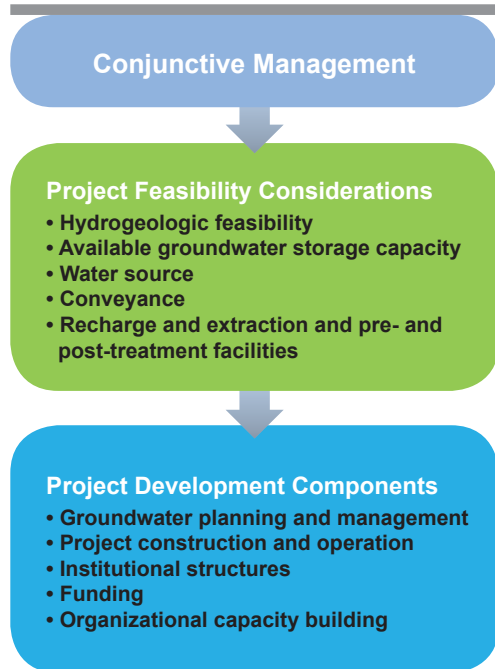 Conjunctive Management
Project Feasibility Considerations
• Hydrogeologic feasibility
• Available groundwater storage capacity
• Water source
• Conveyance
• Recharge and extraction and pre- and
post-treatment facilities
Project Development Components
• Groundwater planning and management
• Project construction and operation
• Institutional structures
• Funding
• Organizational capacity building